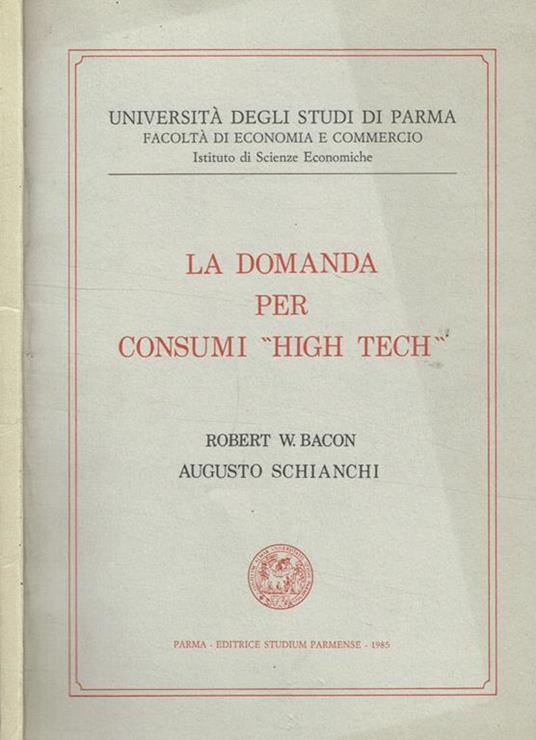 UNIVERSITÀ DEGLI STUDI DI PARMA
FACOLTÀ DI ECONOMIA E COMMERCIO
Istituto di Scienze Economiche
LA DOMANDA
PER
CONSUMI "HIGH TECH"
ROBERT W. BACON
AUGUSTO SCHIANCHI
PARMA - EDITRICE STUDIUM PARMENSE - 1985